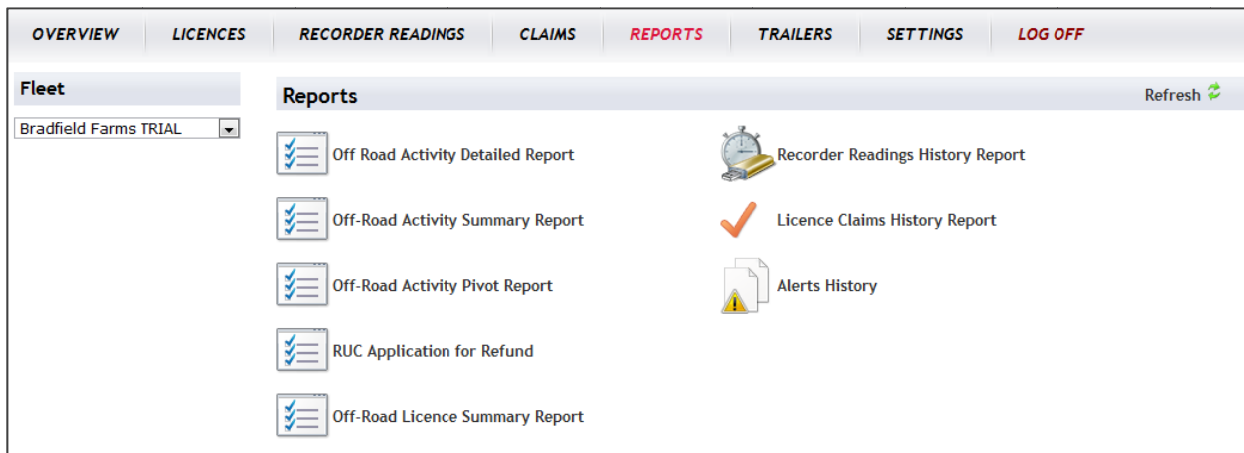 OVERVIEW LICENCES RECORDER READINGS CLAIMS REPORTS TRAILERS SETTINGS LOG OFF
Fleet
Bradfield Farms TRIAL
Reports Refresh
Off Road Activity Detailed Report
Off-Road Activity Summary Report
Off-Road Activity Pivot Report
RUC Application for Refund
Off-Road Licence Summary Report
Recorder Readings History Report
Licence Claims History Report
Alerts History